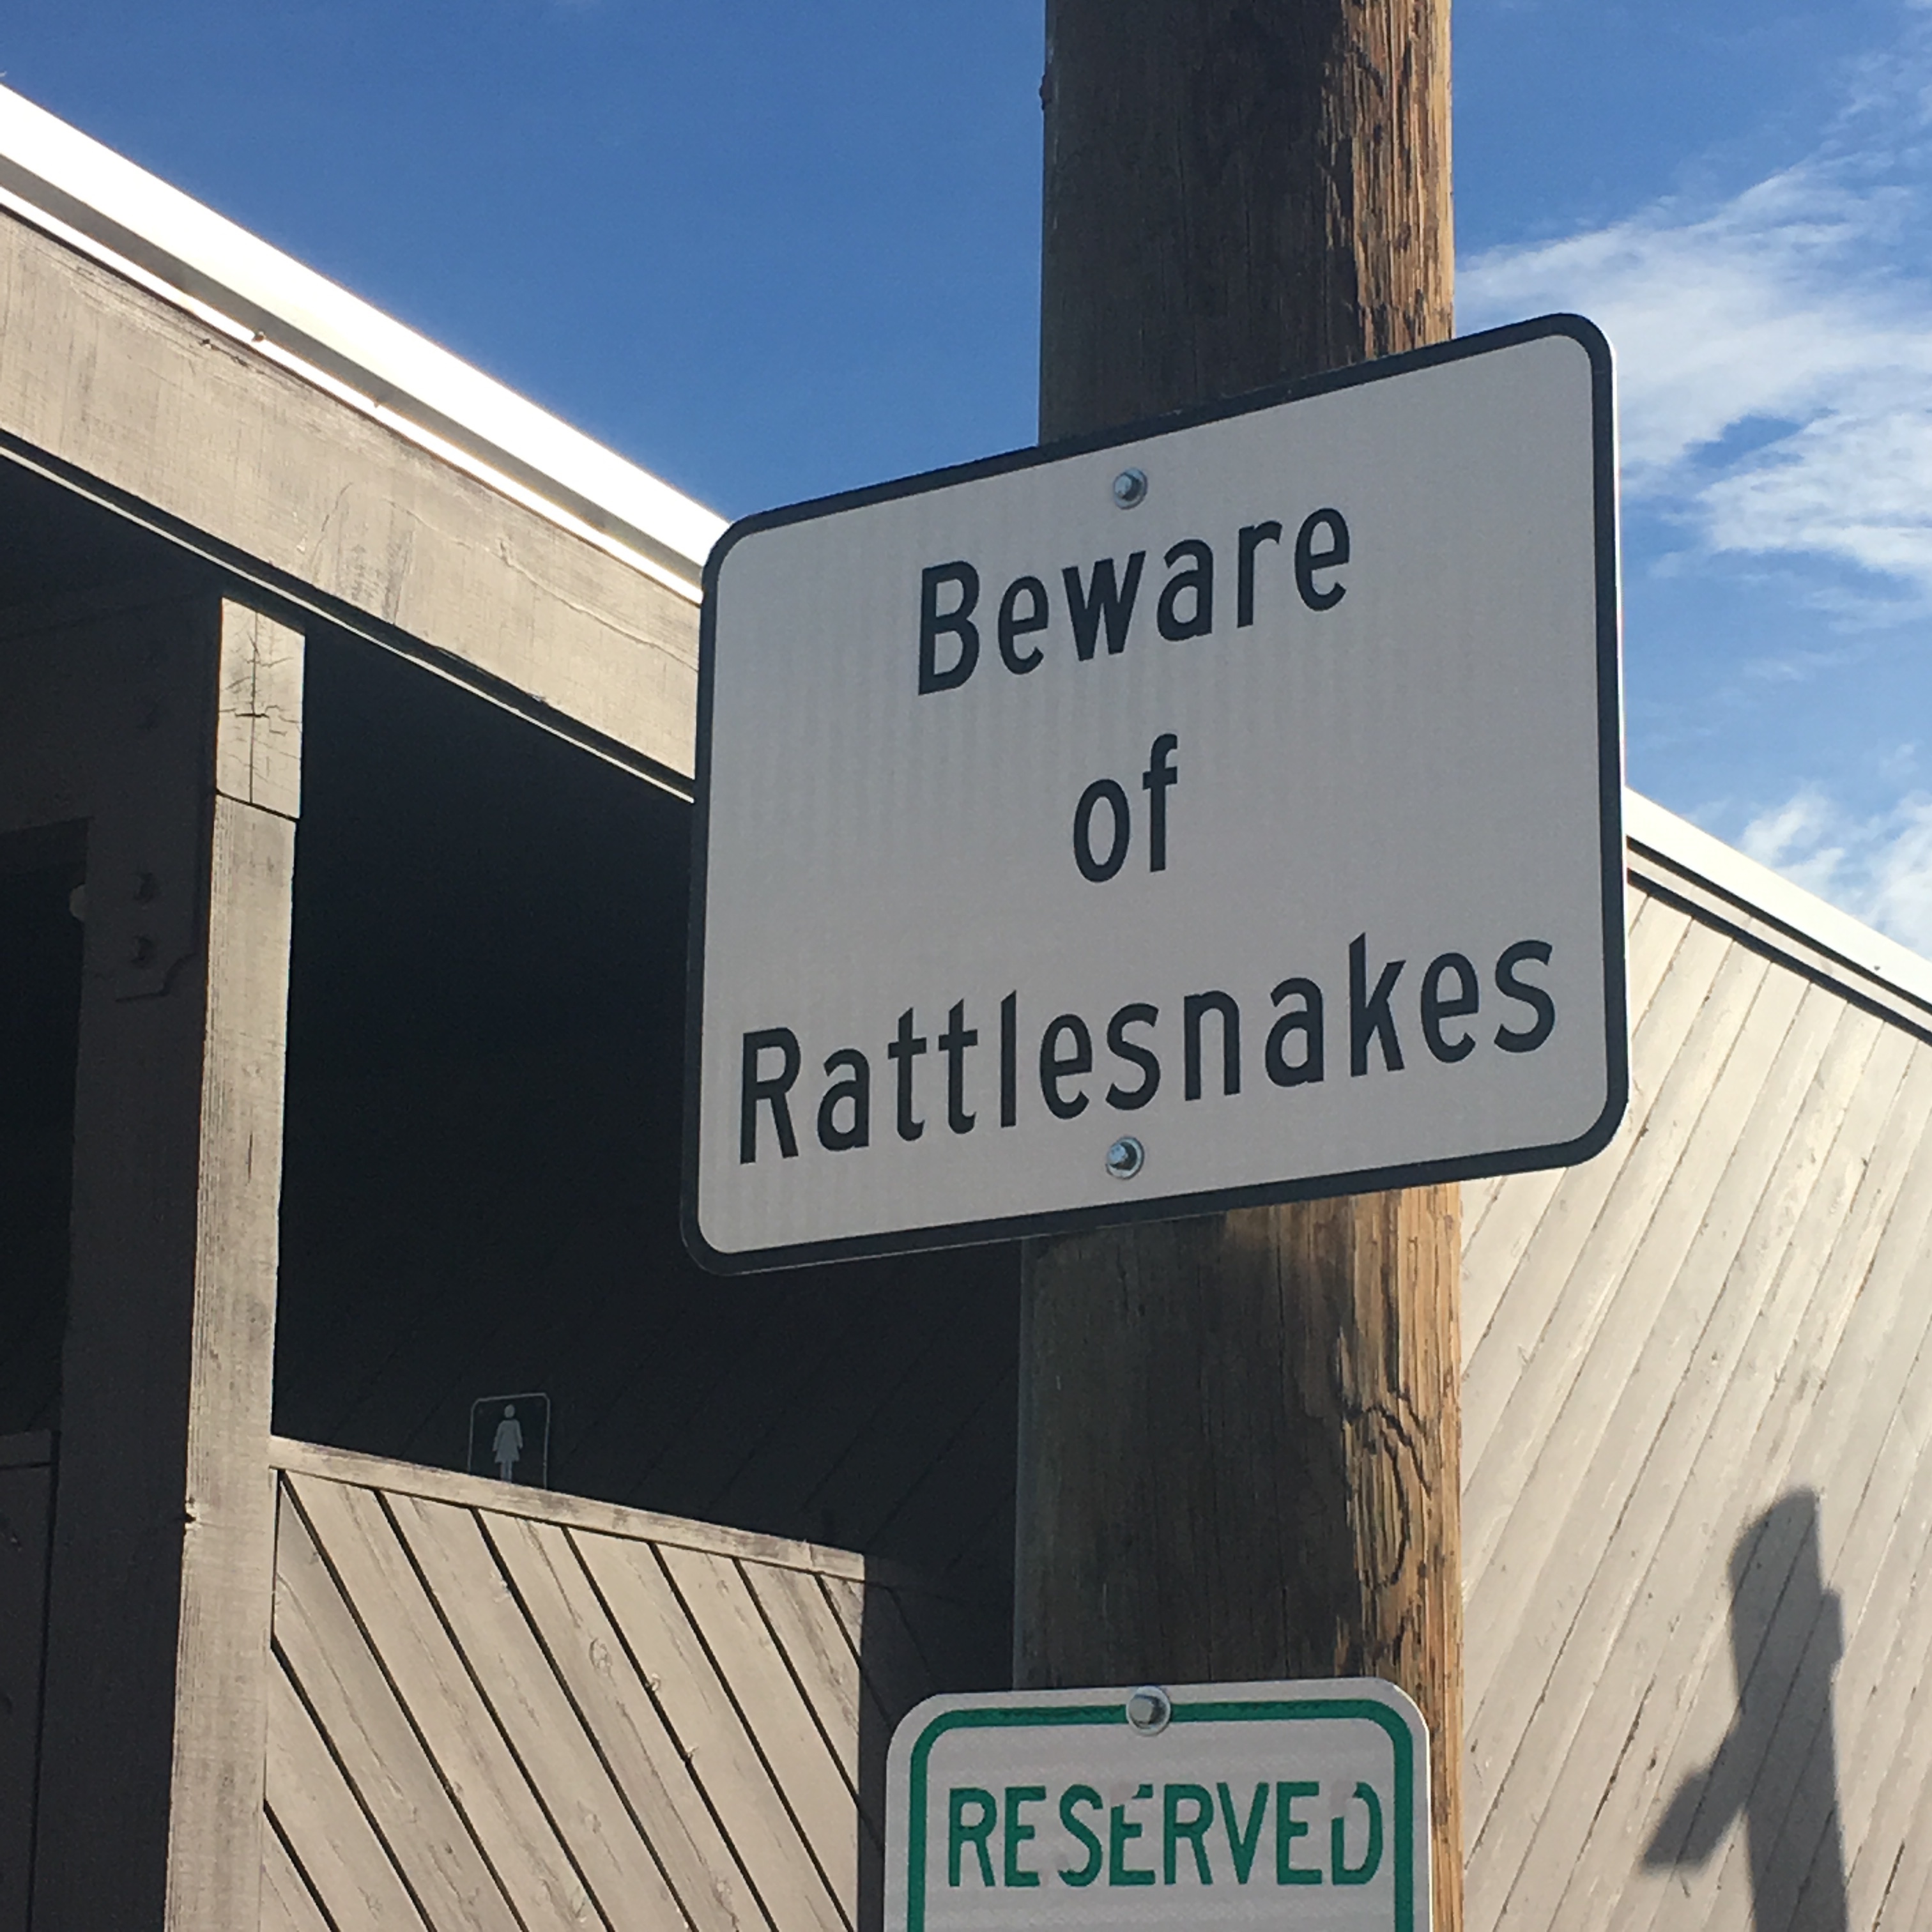 Beware
of
Rattlesnakes
RESERVED